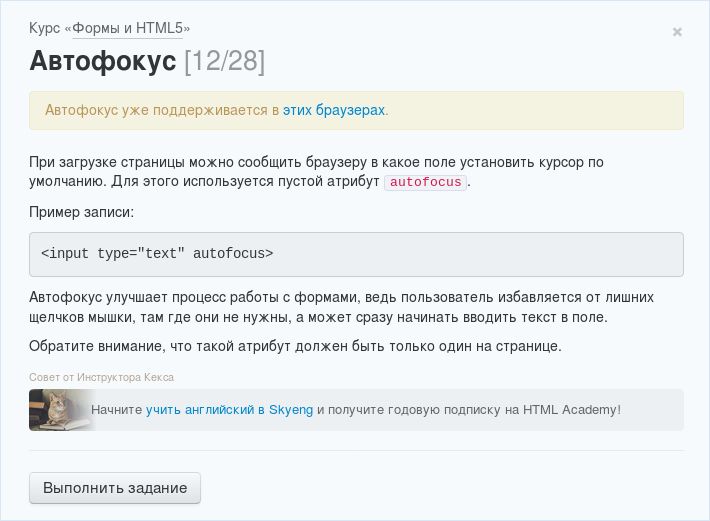 Курс «Формы и HTML5»
×
Автофокус [12/28]
Автофокус уже поддерживается в этих браузерах.
При загрузке страницы можно сообщить браузеру в какое поле установить курсор по
умолчанию. Для этого используется пустой атрибут autofocus.
Пример записи:
<input type="text" autofocus>
Автофокус улучшает процесс работы с формами, ведь пользователь избавляется от лишних
щелчков мышки, там где они не нужны, а может сразу начинать вводить текст в поле.
Обратите внимание, что такой атрибут должен быть только один на странице.
Совет от Инструктора Кекса
Начните учить английский в Skyeng и получите годовую подписку на HTML Academy!
Выполнить задание